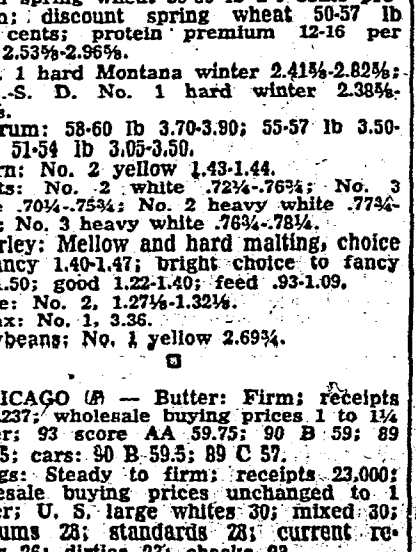 n; discount spring wheat 50-57 lb
cents; protein premium 12-16 per
2.53⅝-2.96⅝.
. 1 hard Montana winter 2.41⅝-2.82⅝;
.-S. D. No. 1 hard winter 2.38⅝-
rum: 58-60 lb 3.70-3.90; 55-57 lb 3.50-
51-54 lb 3.05-3.50.
rn: No. 2 yellow 1.43-1.44.
ts: No. 2 white .72¼-.76¾; No. 3
.70¼-.75¾; No. 2 heavy white .77¾-
; No. 3 heavy white .76¾-.78¼.
rley: Mellow and hard malting, choice
ancy 1.40-1.47; bright choice to fancy
.50; good 1.22-1.40; feed .93-1.09.
e: No. 2, 1.27⅛-1.32⅛.
ax: No. 1, 3.36.
ybeans: No. 1 yellow 2.69¾.
ICAGO (AP) — Butter: Firm; receipts
,237; wholesale buying prices 1 to 1¼
er; 93 score AA 59.75; 90 B 59; 89
5; cars: 90 B 59.5; 89 C 57.
gs: Steady to firm; receipts 23,000;
esale buying prices unchanged to 1
er; U. S. large whites 30; mixed 30;
ums 28; standards 28; current re-